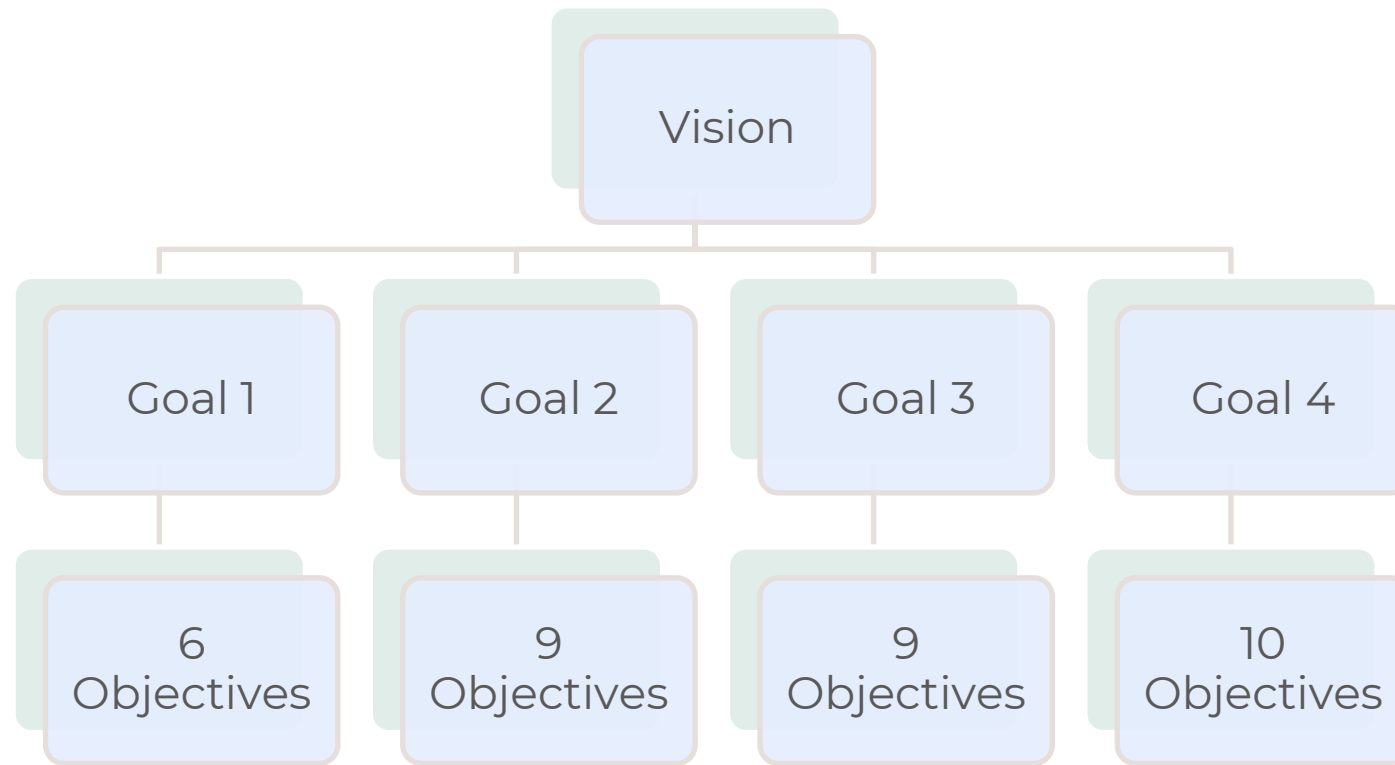 Vision
Goal 1
Goal 2
Goal 3
Goal 4
6
Objectives
9
Objectives
9
Objectives
10
Objectives